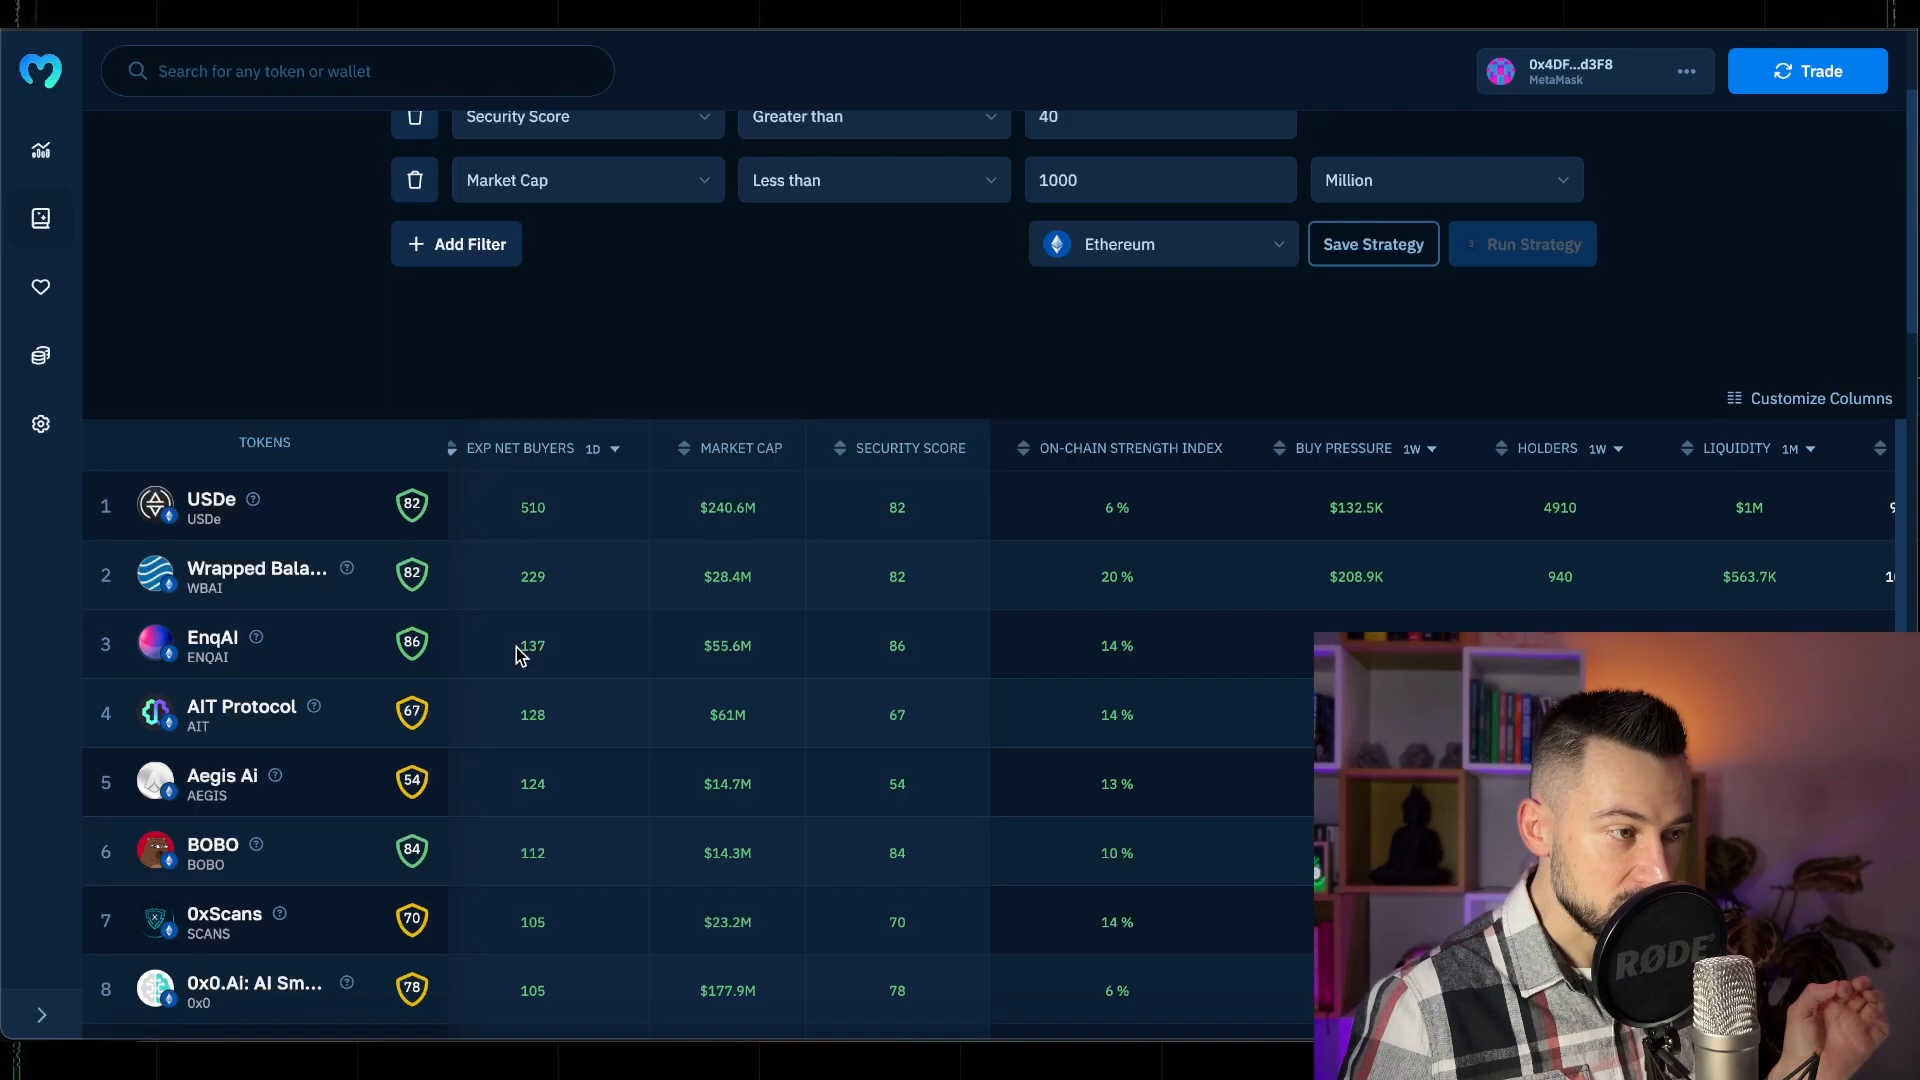 Search for any token or wallet
0x4DF...d3F8
MetaMask
Trade
Security Score
Greater than
40
Market Cap
Less than
1000
Million
Add Filter
Ethereum
Save Strategy
Run Strategy
Customize Columns
TOKENS
EXP NET BUYERS 1D
MARKET CAP
SECURITY SCORE
ON-CHAIN STRENGTH INDEX
BUY PRESSURE 1W
HOLDERS 1W
LIQUIDITY 1M
1 USDe 82 510 $240.6M 82 6 % $132.5K 4910 $1M
USDe
2 Wrapped Bala... 82 229 $28.4M 82 20 % $208.9K 940 $563.7K
WBAI
3 EnqAI 86 137 $55.6M 86 14 %
ENQAI
4 AIT Protocol 67 128 $61M 67 14 %
AIT
5 Aegis Ai 54 124 $14.7M 54 13 %
AEGIS
6 BOBO 84 112 $14.3M 84 10 %
BOBO
7 0xScans 70 105 $23.2M 70 14 %
SCANS
8 0x0.Ai: AI Sm... 78 105 $177.9M 78 6 %
0x0
RØDE